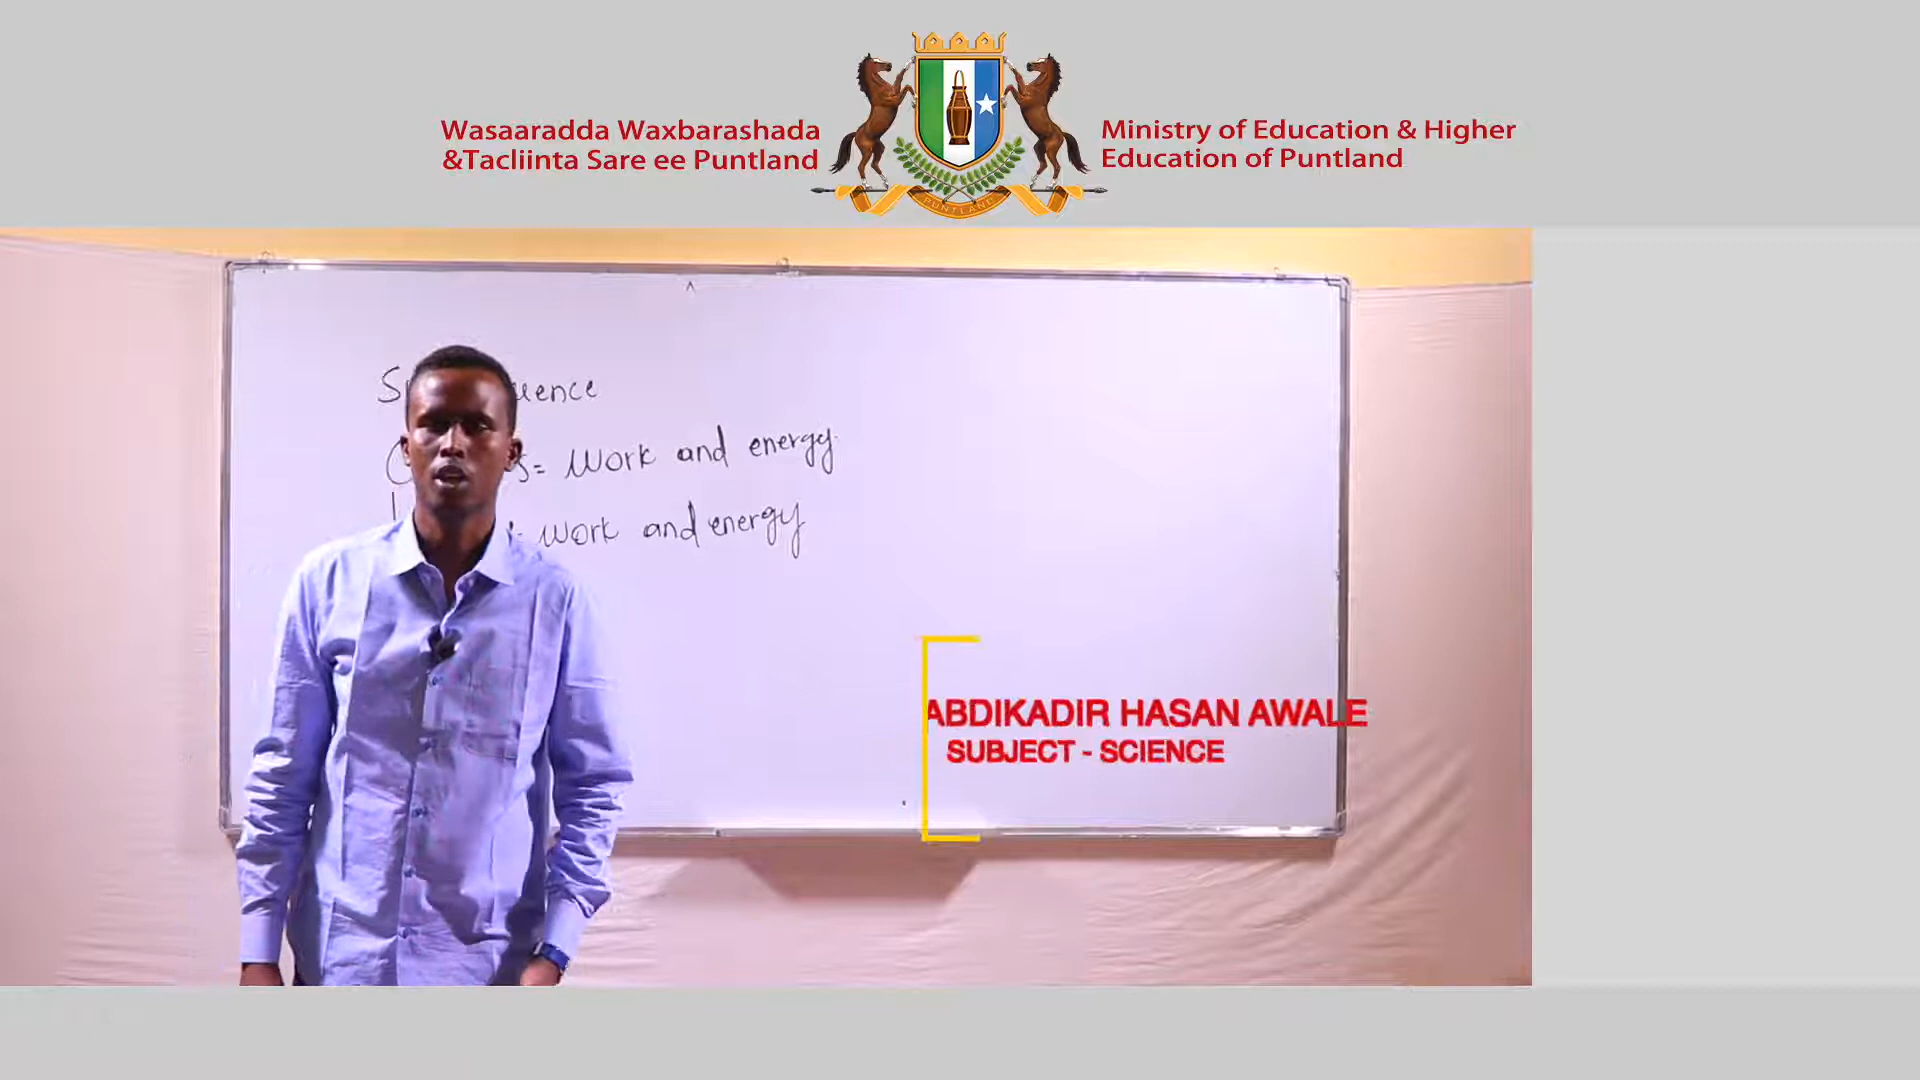 Wasaaradda Waxbarashada
&Tacliinta Sare ee Puntland
Ministry of Education & Higher
Education of Puntland
PUNTLAND
= Work and energy
work and energy
ABDIKADIR HASAN AWALE
SUBJECT - SCIENCE